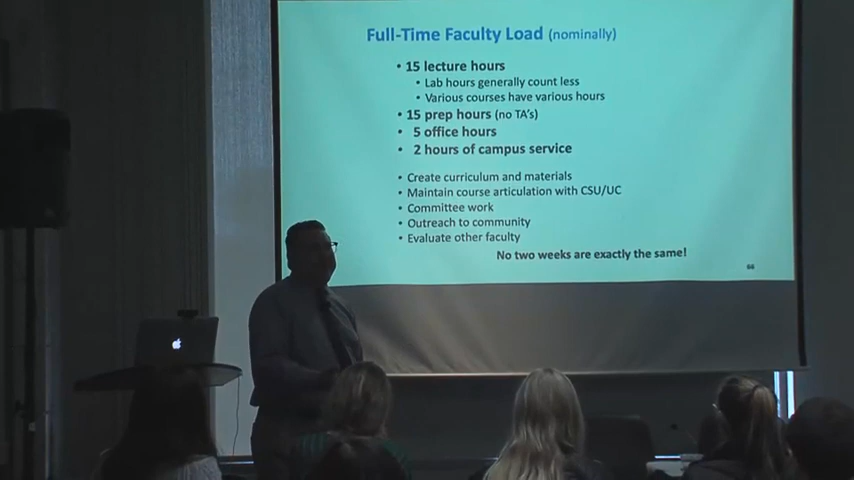 Full-Time Faculty Load (nominally)
• 15 lecture hours
• Lab hours generally count less
• Various courses have various hours
• 15 prep hours (no TA's)
• 5 office hours
• 2 hours of campus service
• Create curriculum and materials
• Maintain course articulation with CSU/UC
• Committee work
• Outreach to community
• Evaluate other faculty
No two weeks are exactly the same!